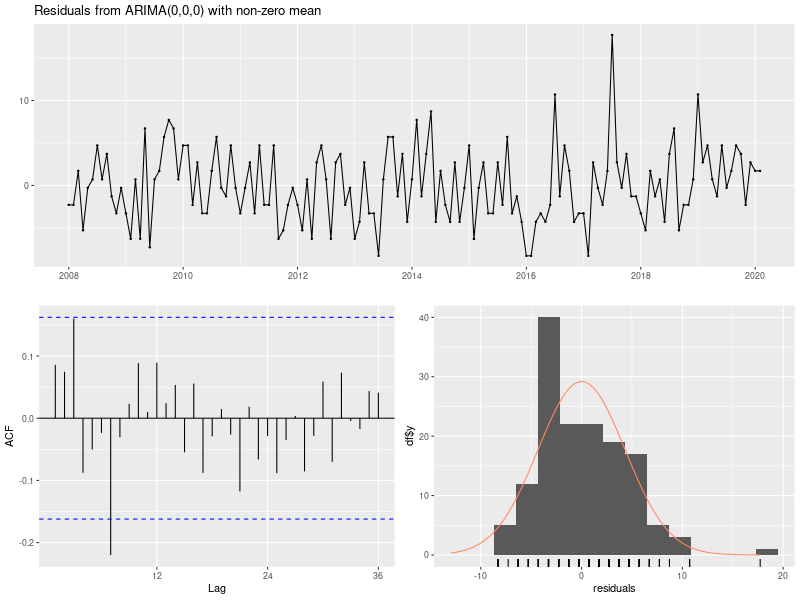 Residuals from ARIMA(0,0,0) with non-zero mean
10
0
2008 2010 2012 2014 2016 2018 2020
0.1
0.0
-0.1
-0.2
ACF
12 24 36
Lag
40
30
20
10
0
df$y
-10 0 10 20
residuals